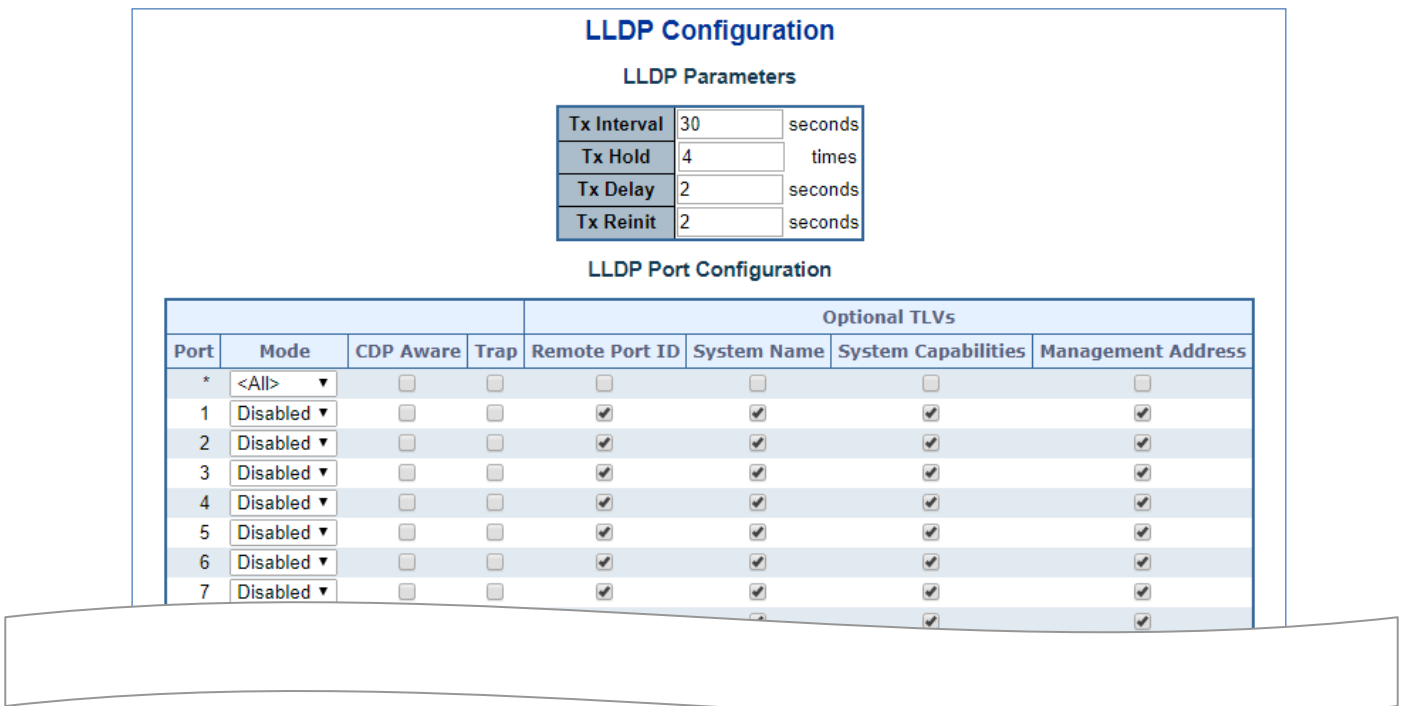 LLDP Configuration
LLDP Parameters
Tx Interval 30 seconds
Tx Hold 4 times
Tx Delay 2 seconds
Tx Reinit 2 seconds
LLDP Port Configuration
Optional TLVs
Port Mode CDP Aware Trap Remote Port ID System Name System Capabilities Management Address
* <All>
1 Disabled
2 Disabled
3 Disabled
4 Disabled
5 Disabled
6 Disabled
7 Disabled